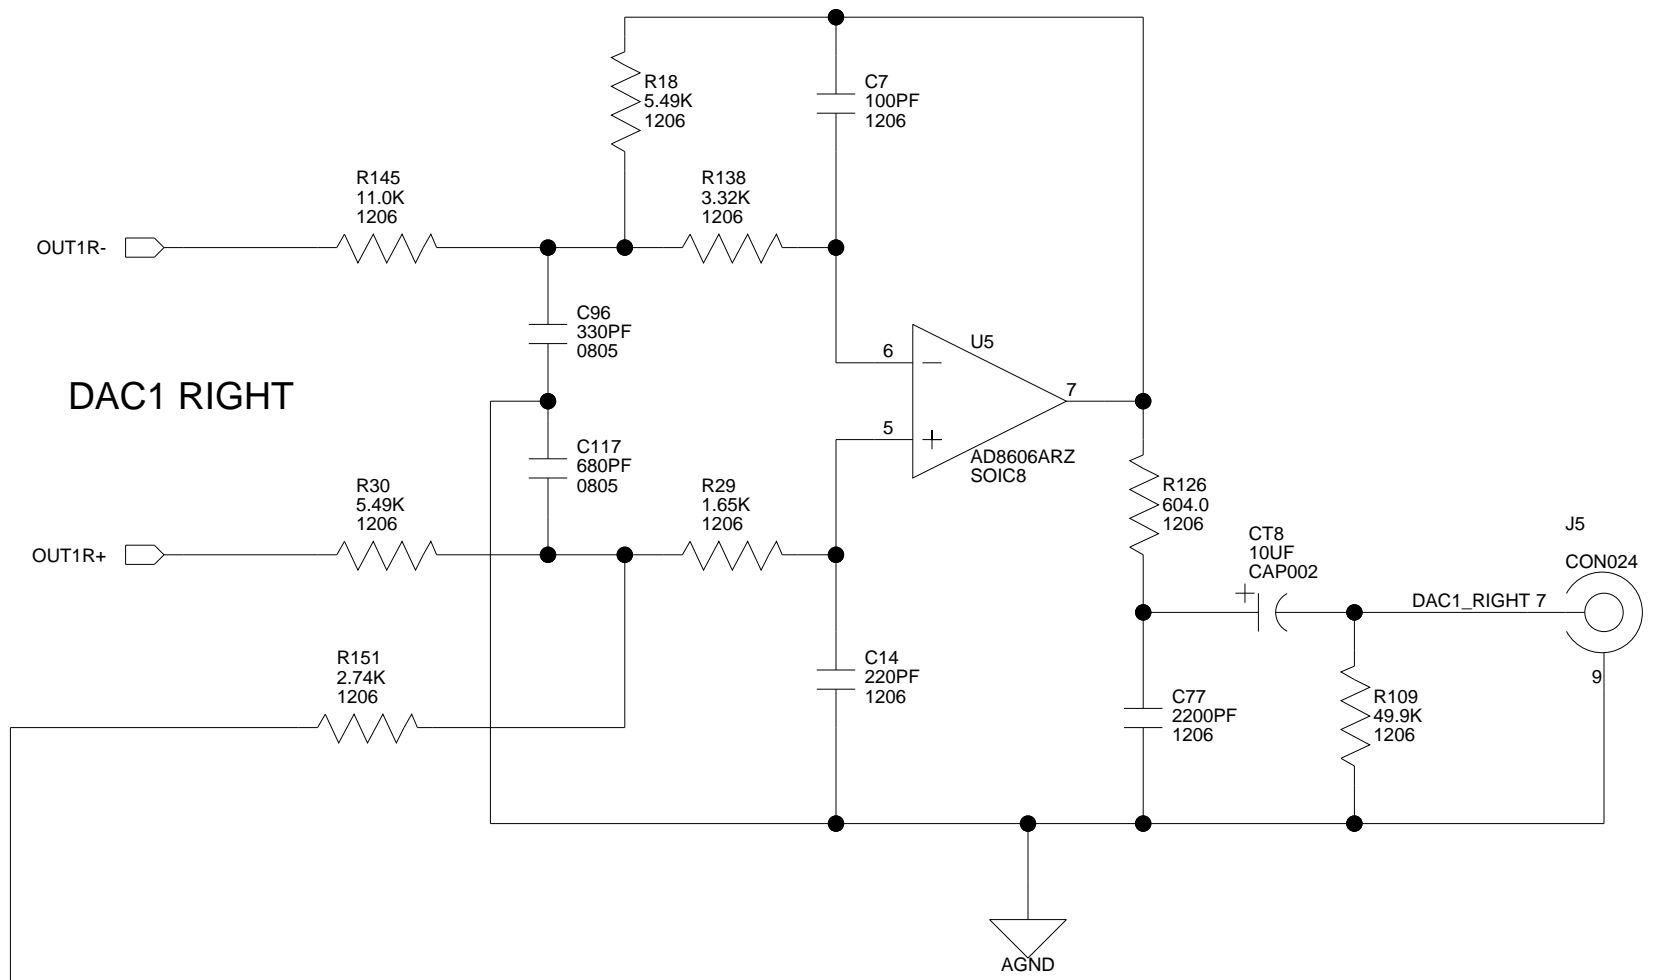 R18
5.49K
1206
C7
100PF
1206
R145
11.0K
1206
R138
3.32K
1206
OUT1R-
C96
330PF
0805
U5
6
7
DAC1 RIGHT
5
C117
680PF
0805
AD8606ARZ
SOIC8
R30
5.49K
1206
R29
1.65K
1206
R126
604.0
1206
OUT1R+
CT8
10UF
CAP002
J5
CON024
DAC1_RIGHT 7
R151
2.74K
1206
C14
220PF
1206
9
C77
2200PF
1206
R109
49.9K
1206
AGND